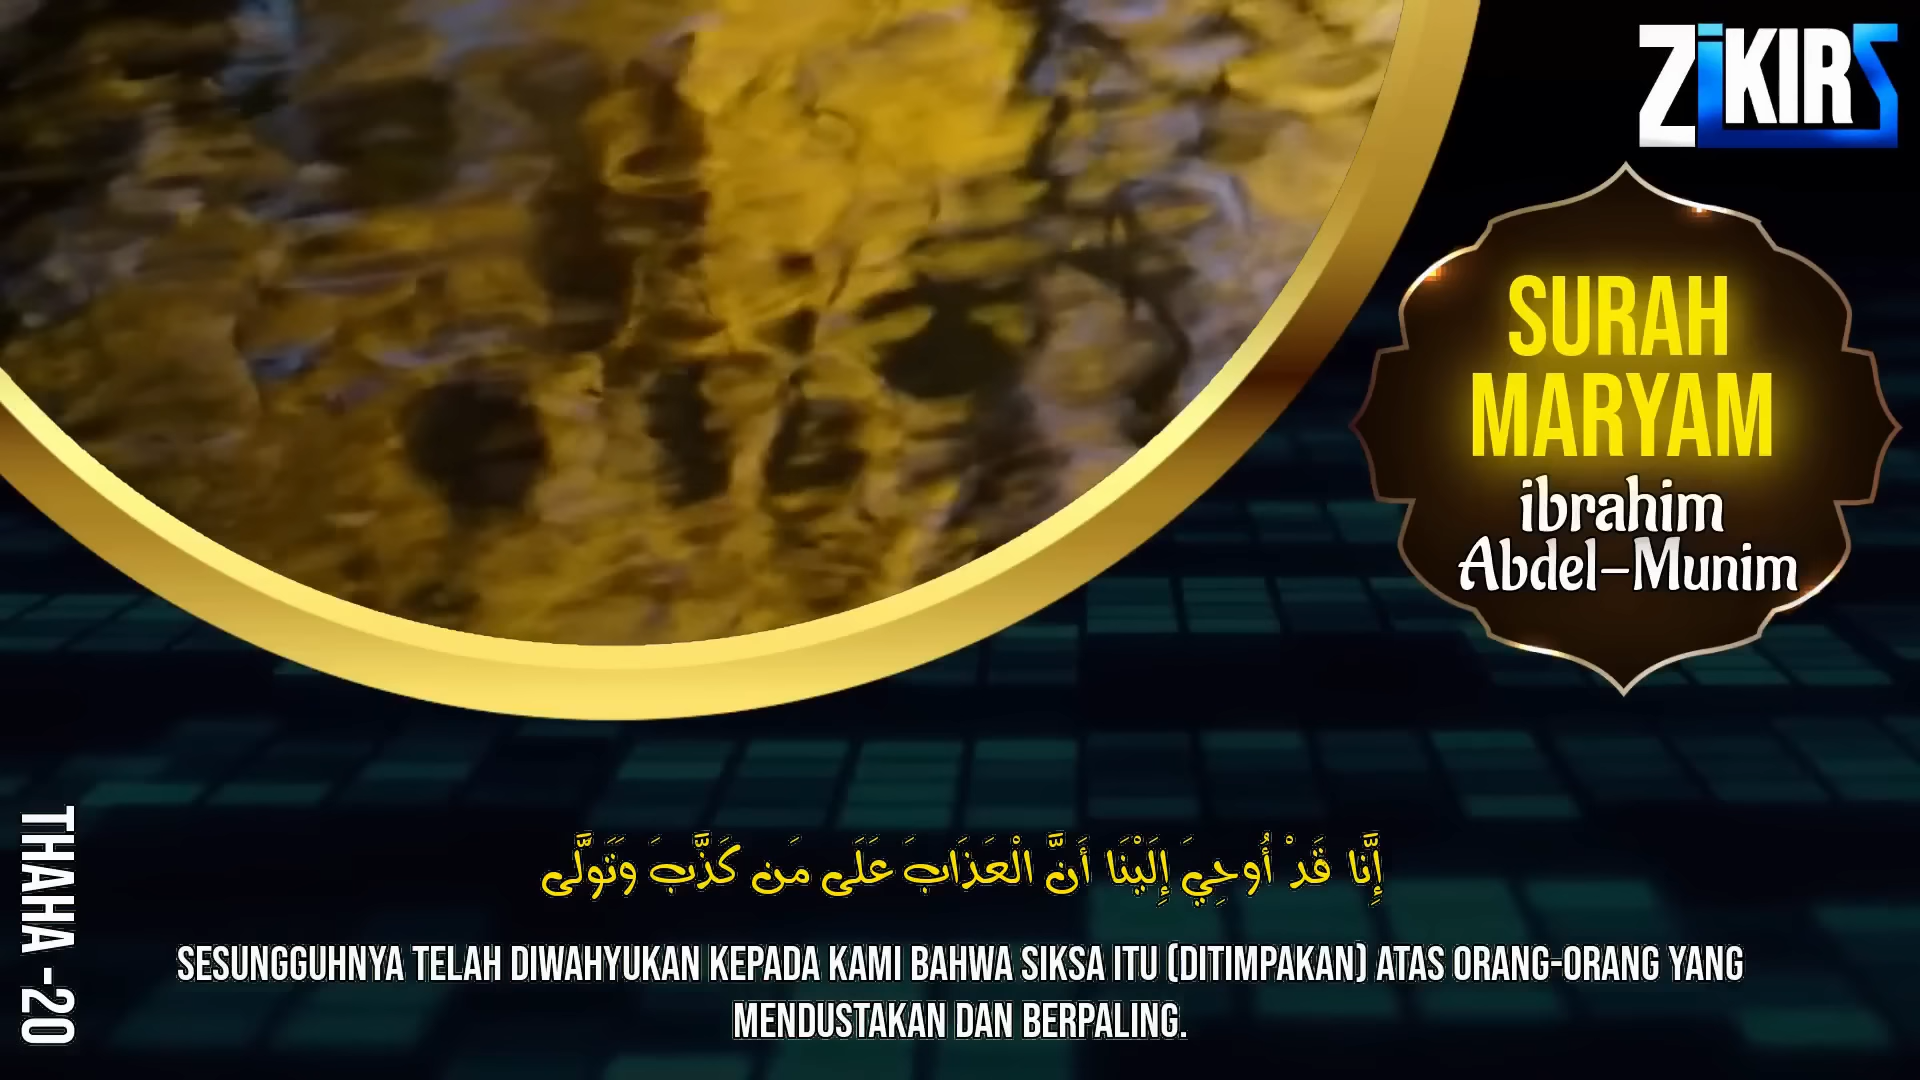 ZiKIRS
SURAH
MARYAM
ibrahim
Abdel-Munim
إِنَّا قَدْ أُوحِيَ إِلَيْنَا أَنَّ الْعَذَابَ عَلَى مَن كَذَّبَ وَتَوَلَّى
SESUNGGUHNYA TELAH DIWAHYUKAN KEPADA KAMI BAHWA SIKSA ITU (DITIMPAKAN) ATAS ORANG-ORANG YANG
MENDUSTAKAN DAN BERPALING.
THAHA -20